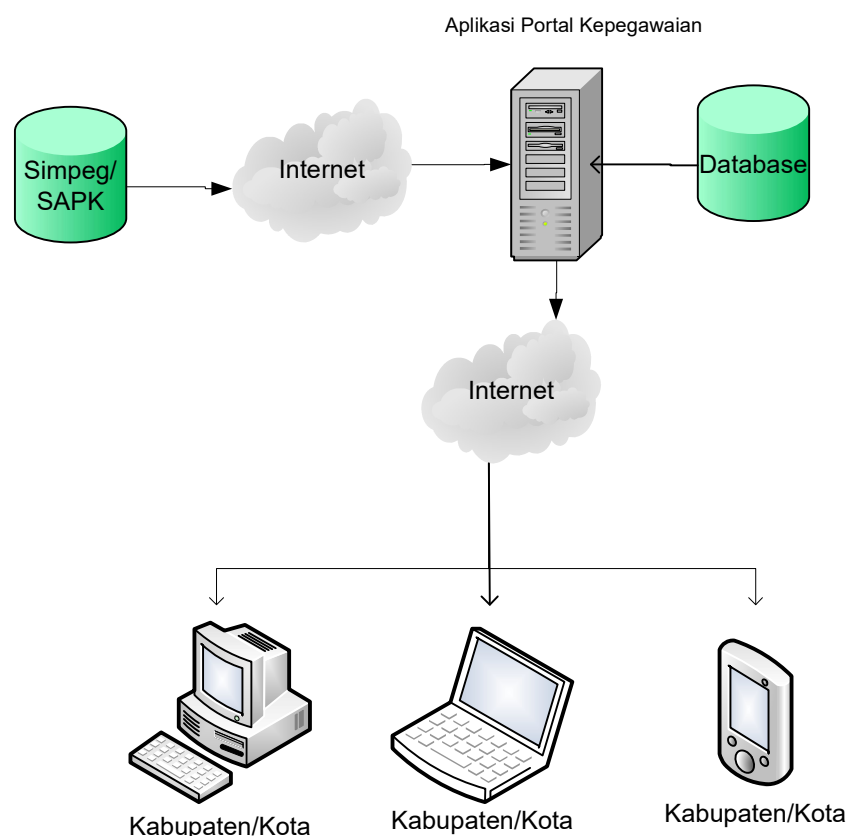 Aplikasi Portal Kepegawaian
Simpeg/
SAPK
Internet
Database
Internet
Kabupaten/Kota
Kabupaten/Kota
Kabupaten/Kota